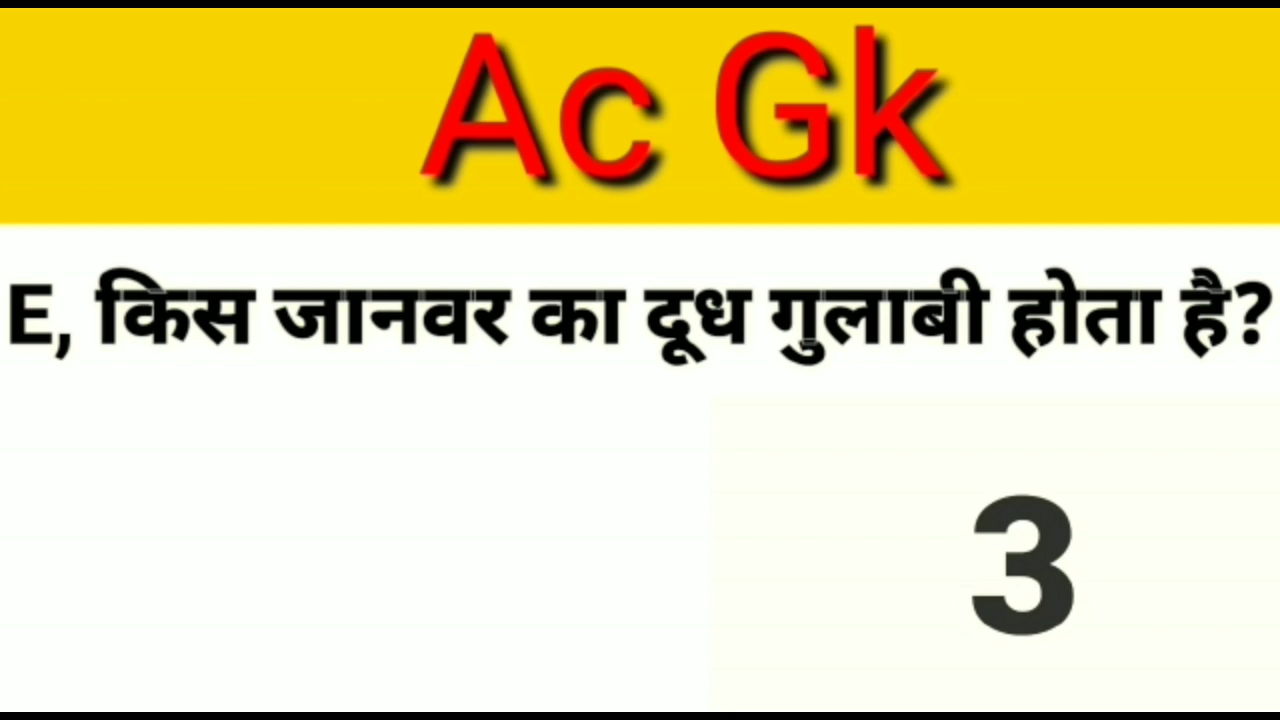 Ac Gk
E, किस जानवर का दूध गुलाबी होता है?
3